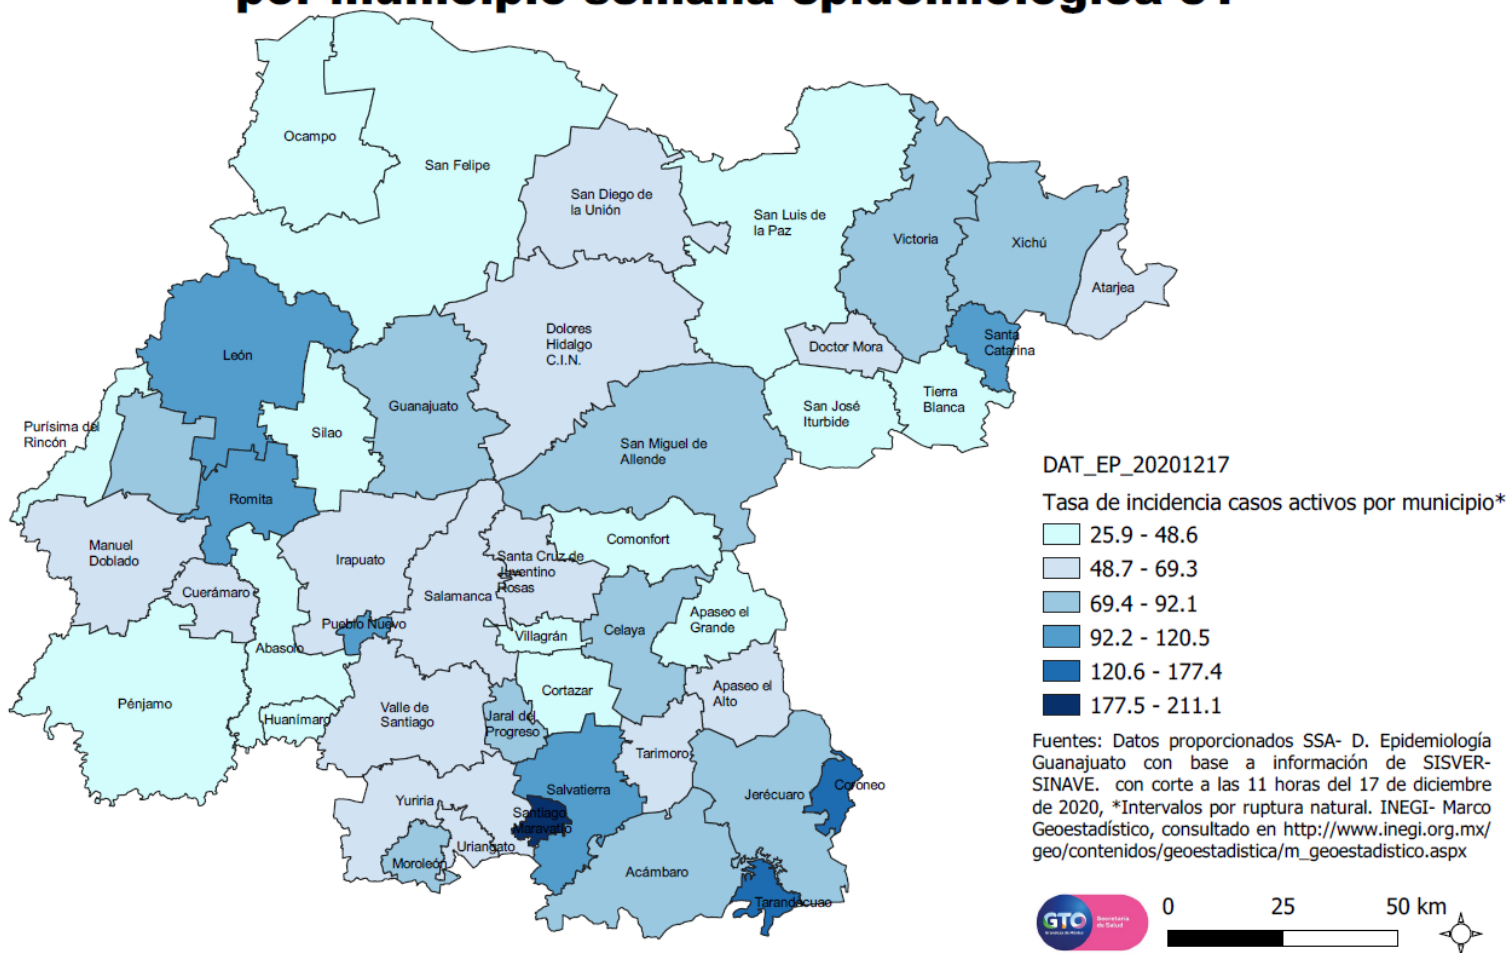 por municipio semana epidemiológica 51
Ocampo
San Felipe
San Diego de
la Unión
San Luis de
la Paz
Victoria
Xichú
Atarjea
León
Dolores
Hidalgo
C.I.N.
Doctor Mora
Santa
Catarina
Guanajuato
Tierra
Blanca
San José
Iturbide
Purísima del
Rincón
Silao
San Miguel de
Allende
Romita
Manuel
Doblado
Irapuato
Comonfort
Santa Cruz de
Juventino
Rosas
Cuerámaro
Salamanca
Pueblo Nuevo
Villagrán
Celaya
Apaseo el
Grande
Abasolo
Pénjamo
Huanímaro
Valle de
Santiago
Cortazar
Apaseo el
Alto
Jaral del
Progreso
Tarimoro
Salvatierra
Jerécuaro
Coroneo
Yuriria
Santiago
Maravatío
Uriangato
Moroleón
Acámbaro
Tarandacuao
DAT_EP_20201217
Tasa de incidencia casos activos por municipio*
25.9 - 48.6
48.7 - 69.3
69.4 - 92.1
92.2 - 120.5
120.6 - 177.4
177.5 - 211.1
Fuentes: Datos proporcionados SSA- D. Epidemiología
Guanajuato con base a información de SISVER-
SINAVE. con corte a las 11 horas del 17 de diciembre
de 2020, *Intervalos por ruptura natural. INEGI- Marco
Geoestadístico, consultado en http://www.inegi.org.mx/
geo/contenidos/geoestadistica/m_geoestadistico.aspx
GTO
Secretaría
de Salud
0 25 50 km